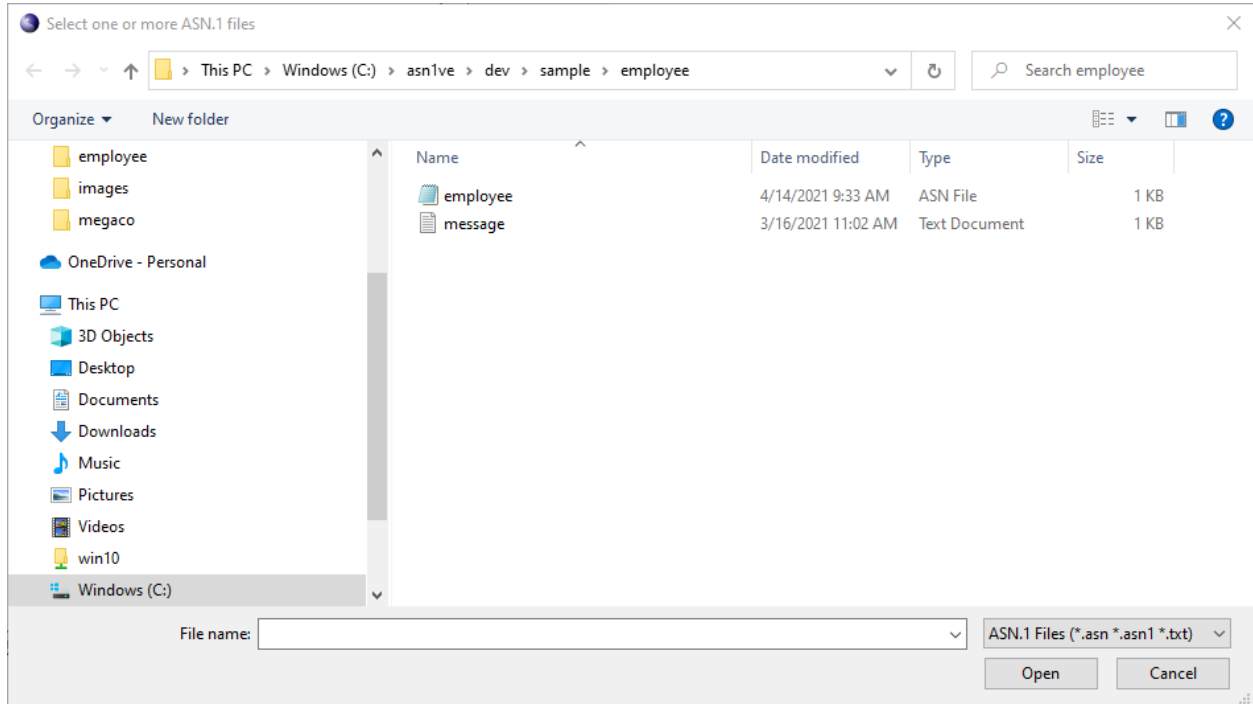 Select one or more ASN.1 files
This PC > Windows (C:) > asn1ve > dev > sample > employee
Search employee
Organize
New folder
employee
images
megaco
OneDrive - Personal
This PC
3D Objects
Desktop
Documents
Downloads
Music
Pictures
Videos
win10
Windows (C:)
Name Date modified Type Size
employee 4/14/2021 9:33 AM ASN File 1 KB
message 3/16/2021 11:02 AM Text Document 1 KB
File name:
ASN.1 Files (*.asn *.asn1 *.txt)
Open Cancel